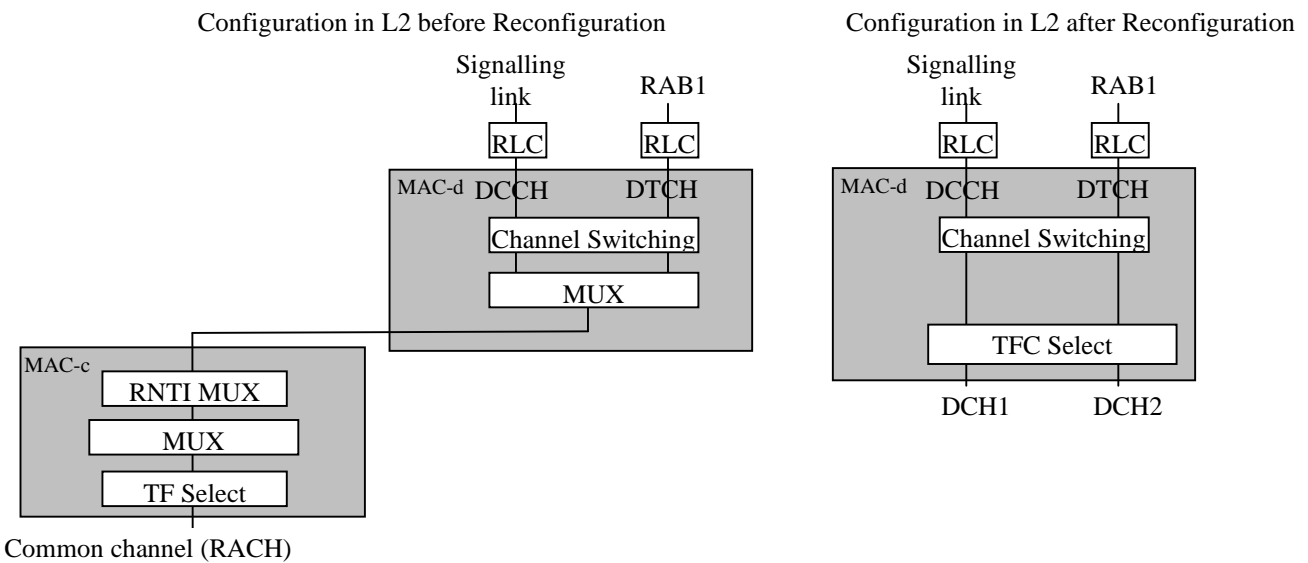 Configuration in L2 before Reconfiguration
Signalling
link
RAB1
RLC
RLC
MAC-d
DCCH
DTCH
Channel Switching
MUX
MAC-c
RNTI MUX
MUX
TF Select
Common channel (RACH)
Configuration in L2 after Reconfiguration
Signalling
link
RAB1
RLC
RLC
MAC-d
DCCH
DTCH
Channel Switching
TFC Select
DCH1
DCH2